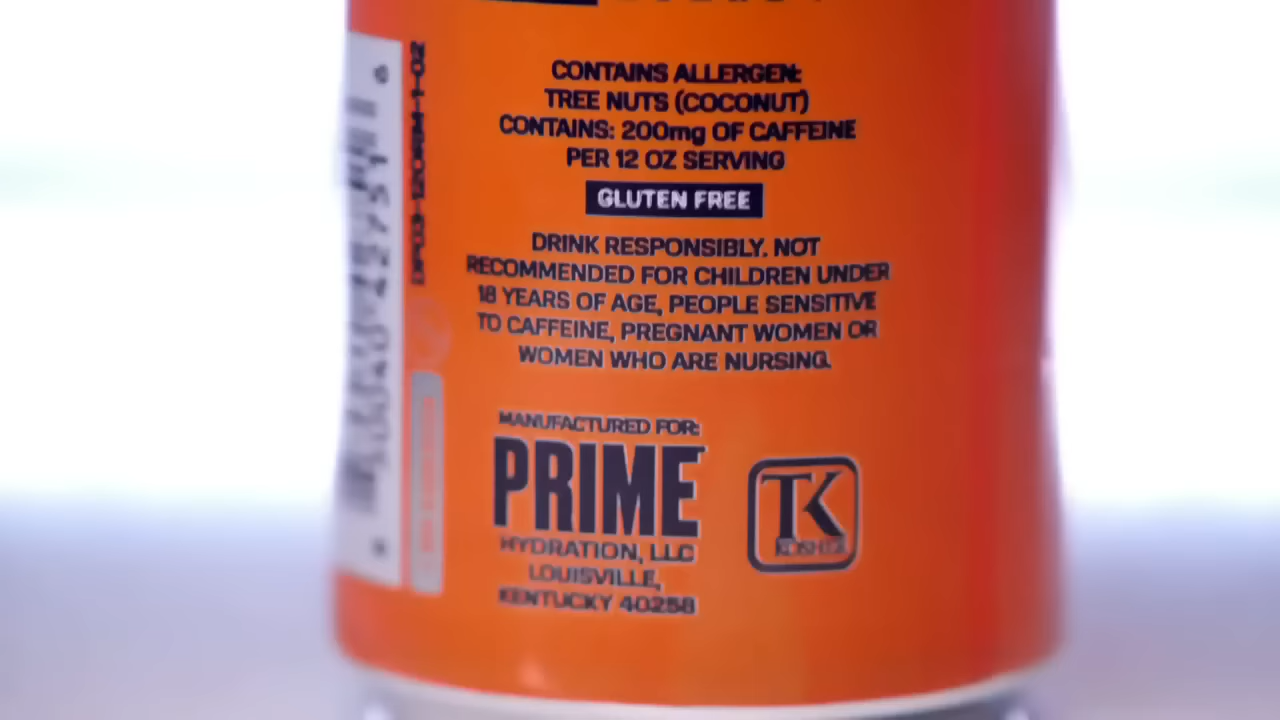 CONTAINS ALLERGEN:
TREE NUTS (COCONUT)
CONTAINS: 200mg OF CAFFEINE
PER 12 OZ SERVING
GLUTEN FREE
DRINK RESPONSIBLY. NOT
RECOMMENDED FOR CHILDREN UNDER
18 YEARS OF AGE, PEOPLE SENSITIVE
TO CAFFEINE, PREGNANT WOMEN OR
WOMEN WHO ARE NURSING.
MANUFACTURED FOR:
PRIME
HYDRATION, LLC
LOUISVILLE,
KENTUCKY 40258
TK
KOSHER